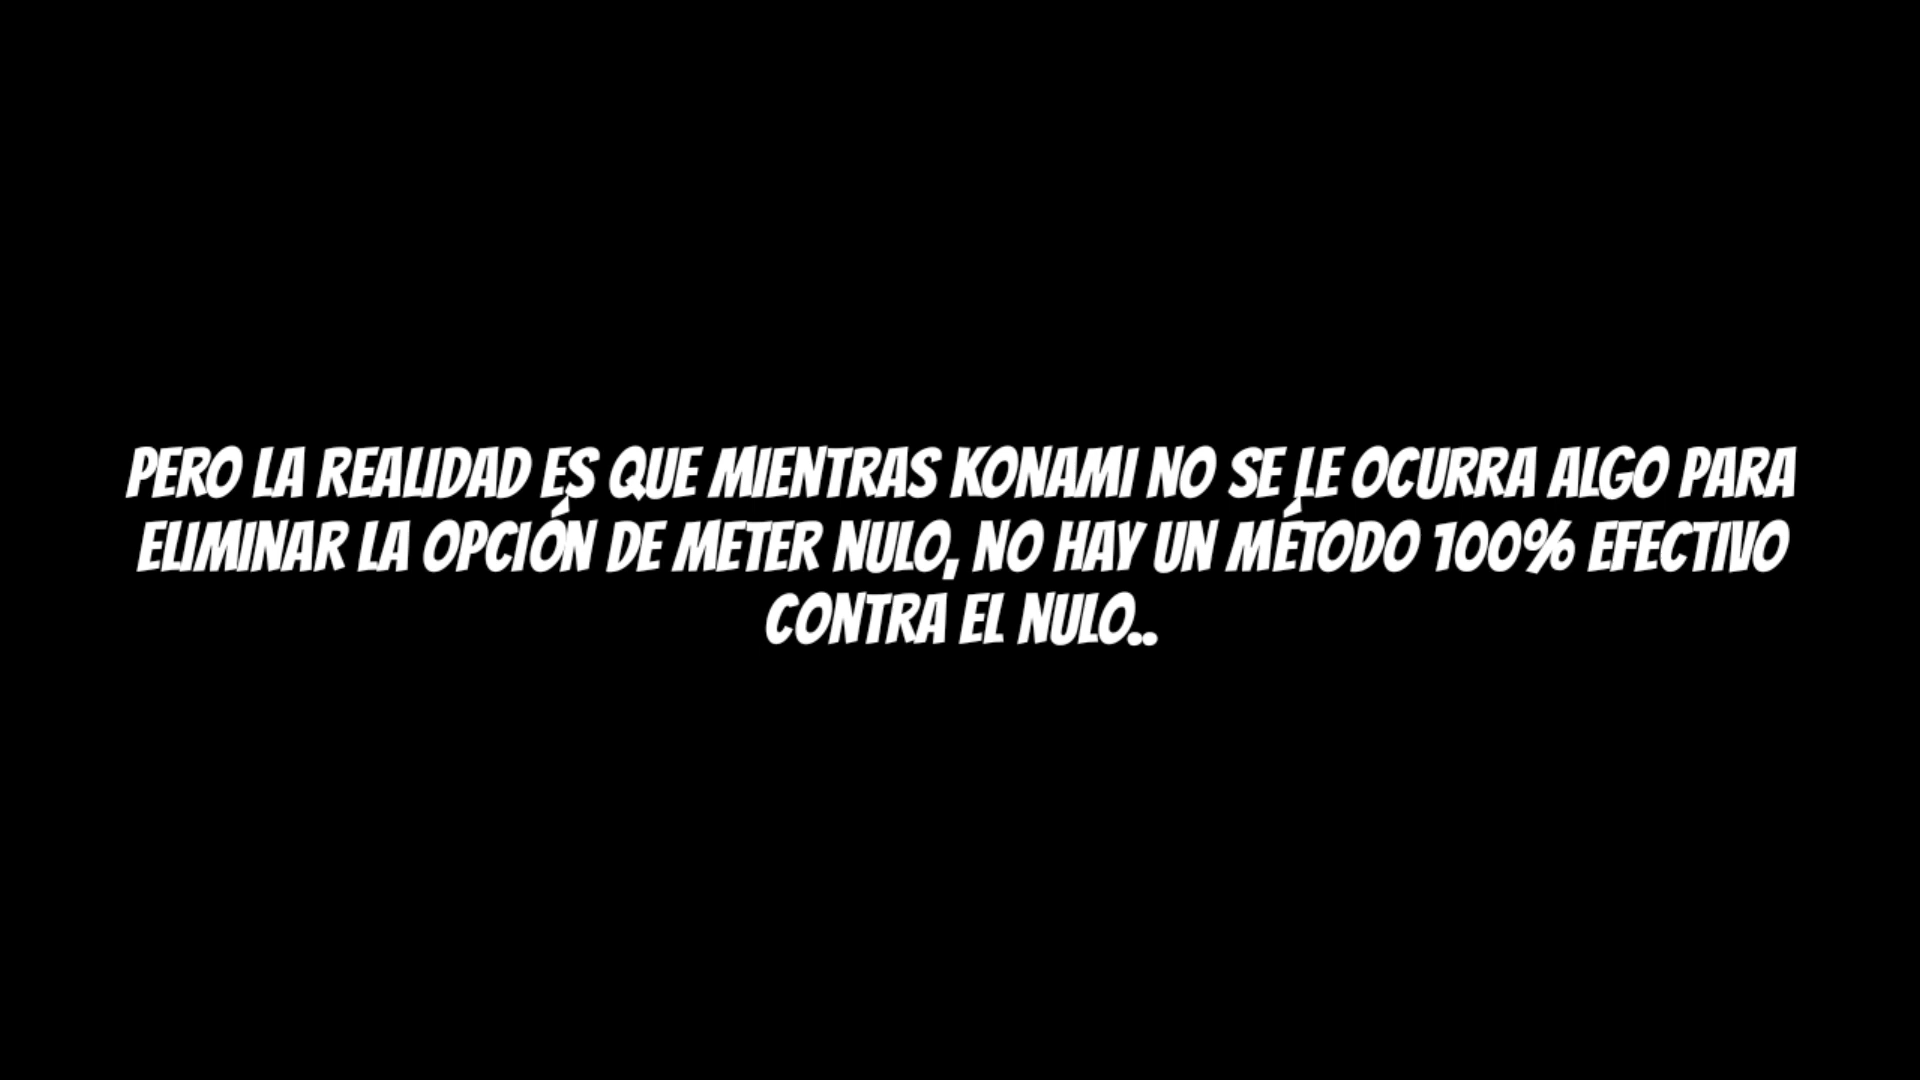 PERO LA REALIDAD ES QUE MIENTRAS KONAMI NO SE LE OCURRA ALGO PARA
ELIMINAR LA OPCIÓN DE METER NULO, NO HAY UN MÉTODO 100% EFECTIVO
CONTRA EL NULO..